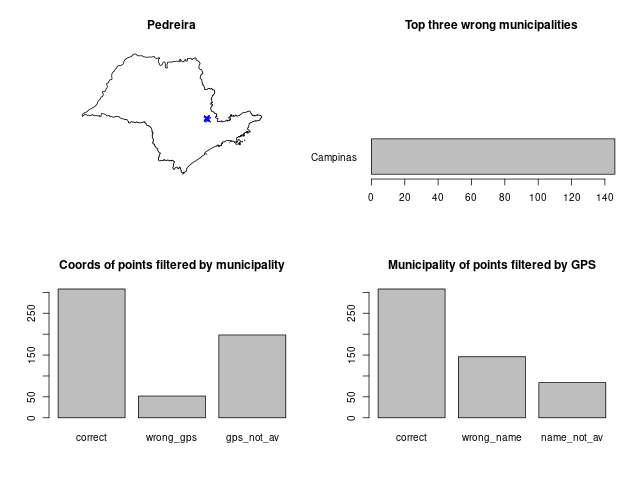 Pedreira
Top three wrong municipalities
Campinas
0 20 40 60 80 100 120 140
Coords of points filtered by municipality
0 50 150 250
correct wrong_gps gps_not_av
Municipality of points filtered by GPS
0 50 150 250
correct wrong_name name_not_av